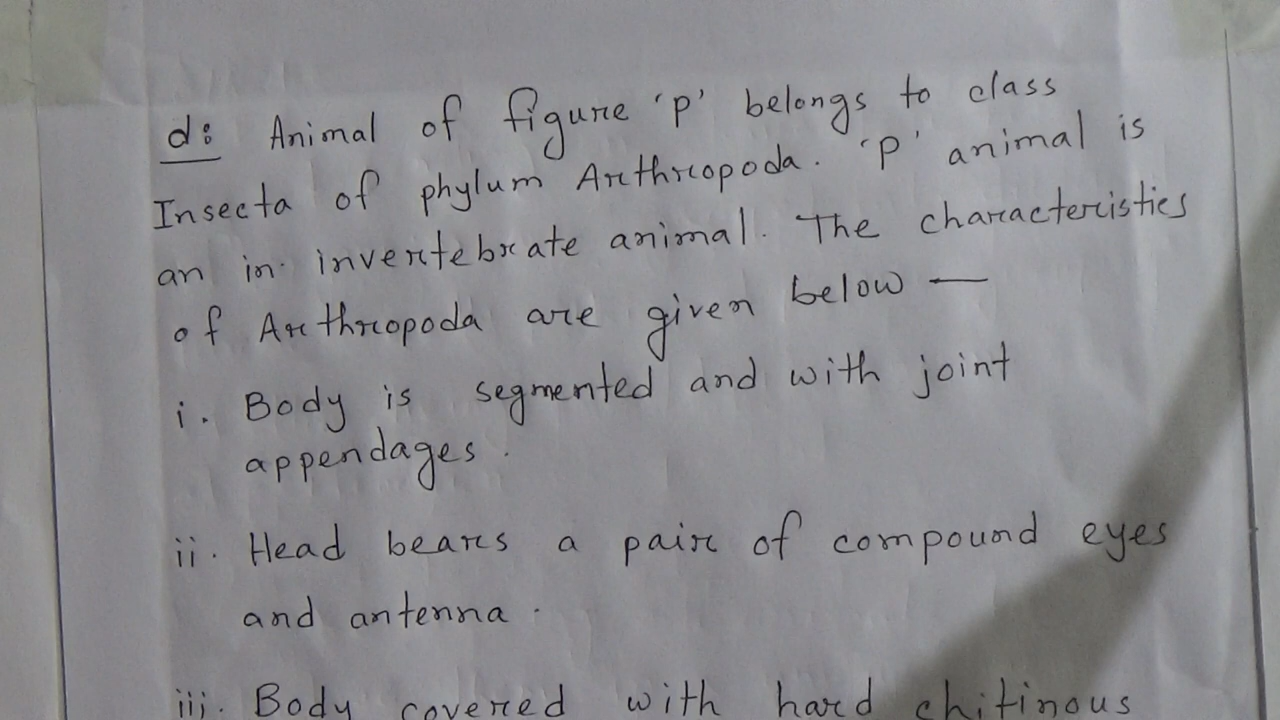 d: Animal of figure 'p' belongs to class
Insecta of phylum Arthropoda. 'p' animal is
an in. invertebrate animal. The characteristics
of Arthropoda are given below —
i. Body is segmented and with joint
appendages.
ii. Head bears a pair of compound eyes
and antenna.
iii. Body covered with hard chitinous